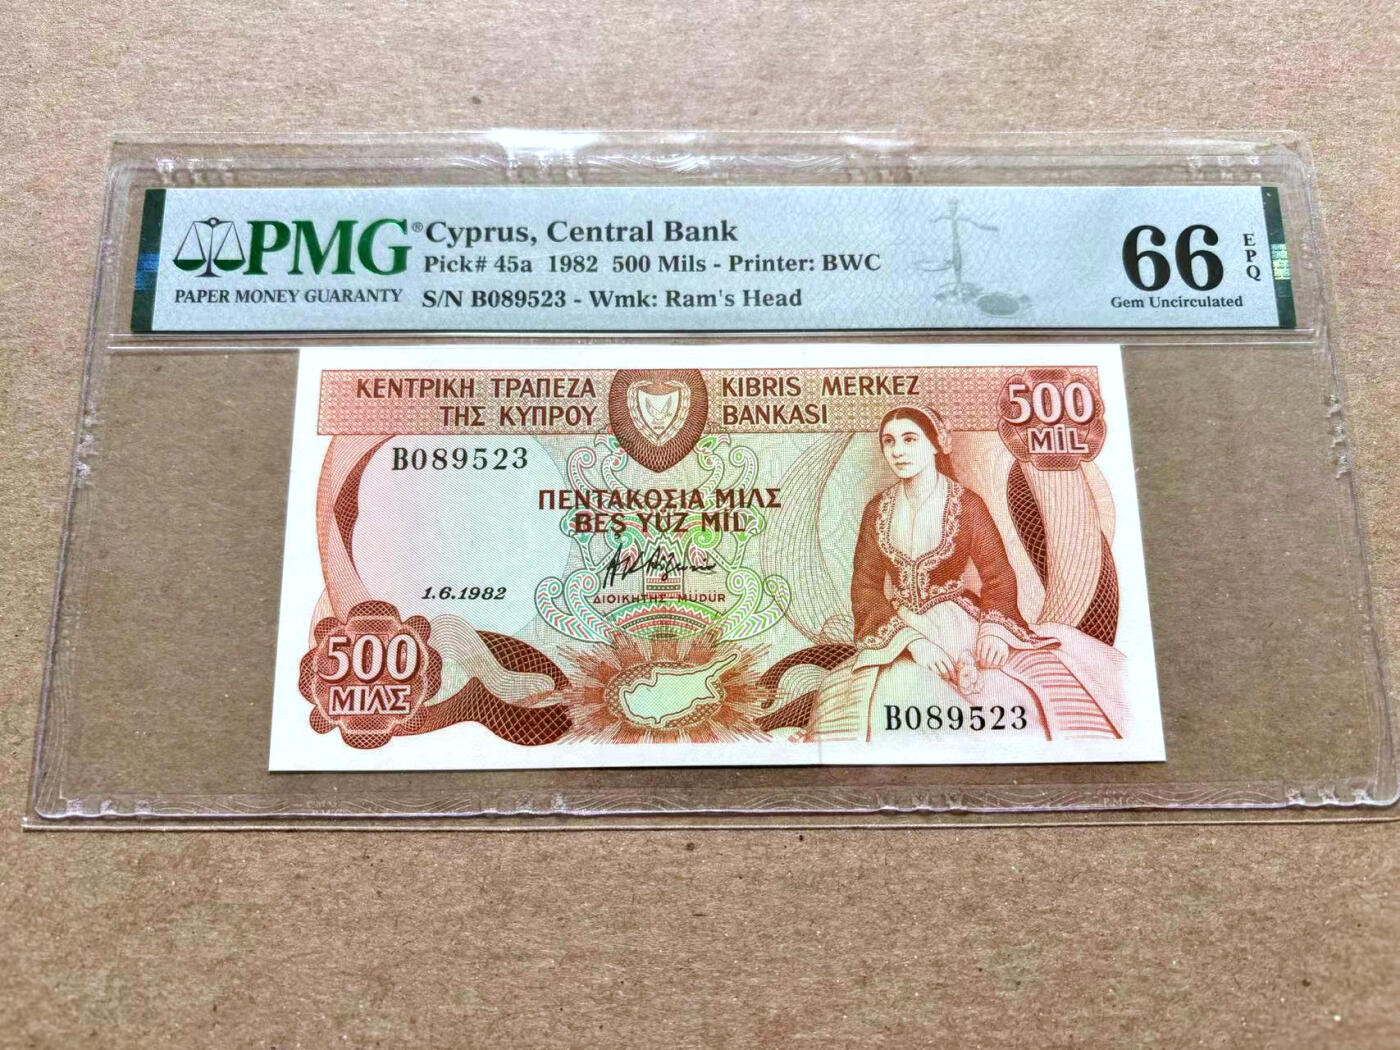 PMG®
PAPER MONEY GUARANTY
Cyprus, Central Bank
Pick# 45a 1982 500 Mils - Printer: BWC
S/N B089523 - Wmk: Ram's Head
66
EPQ
Gem Uncirculated
ΚΕΝΤΡΙΚΗ ΤΡΑΠΕΖΑ
ΤΗΣ ΚΥΠΡΟΥ
KIBRIS MERKEZ
BANKASI
500
MİL
B089523
ΠΕΝΤΑΚΟΣΙΑ ΜΙΛΣ
BEŞ YÜZ MİL
ΔΙΟΙΚΗΤΗΣ - MÜDÜR
1.6.1982
500
ΜΙΛΣ
B089523